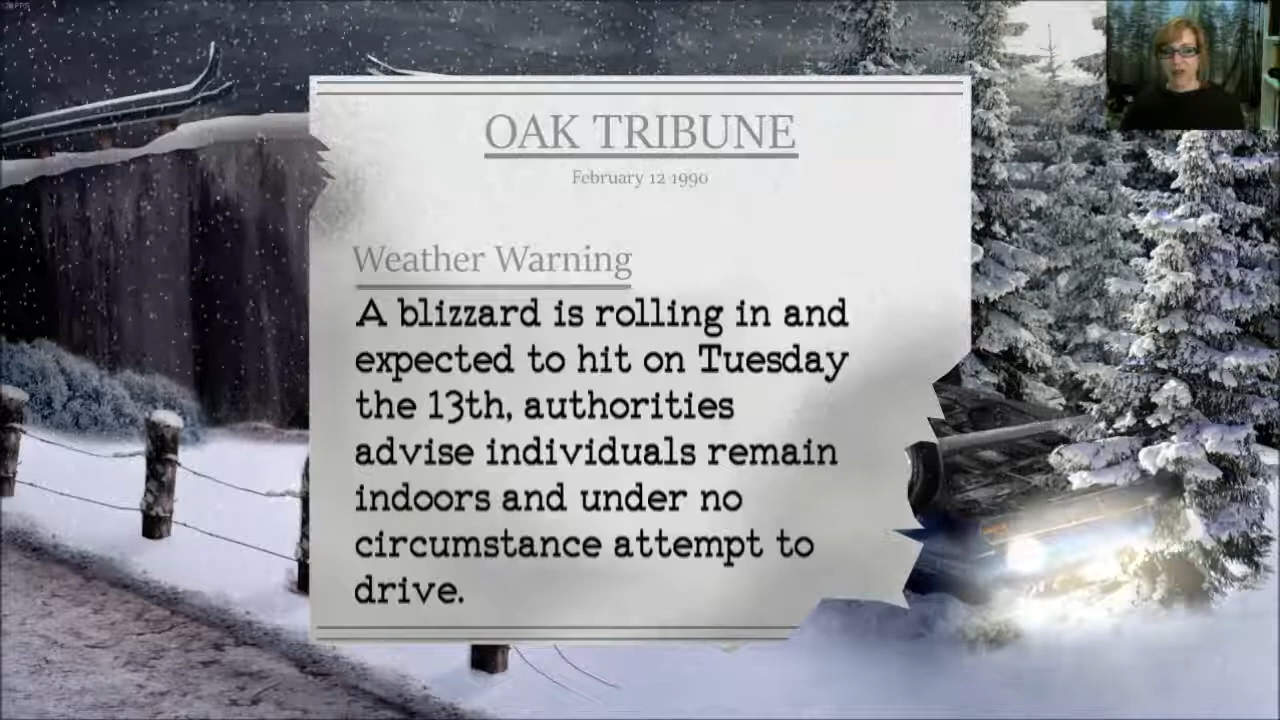 OAK TRIBUNE
February 12 1990
Weather Warning
A blizzard is rolling in and
expected to hit on Tuesday
the 13th, authorities
advise individuals remain
indoors and under no
circumstance attempt to
drive.